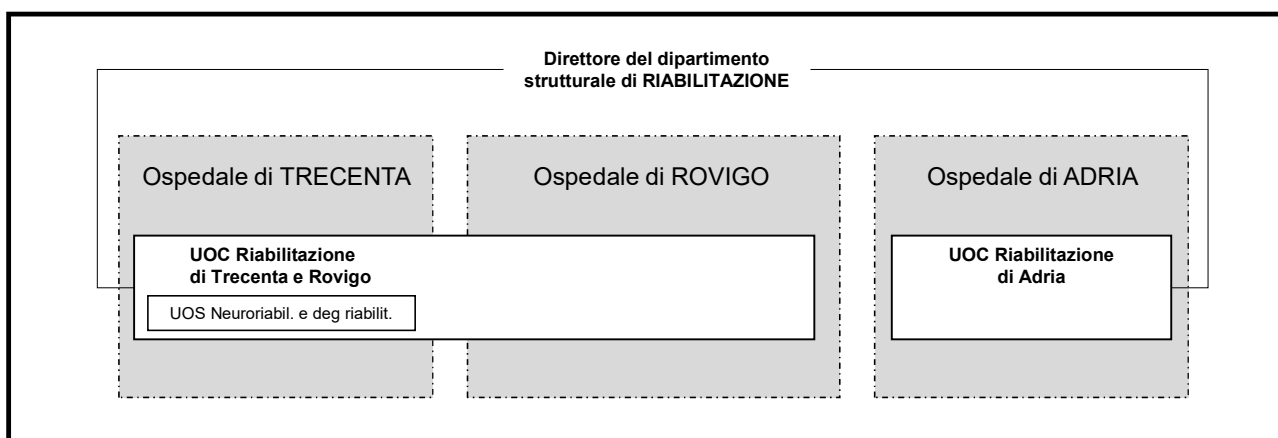 Direttore del dipartimento
strutturale di RIABILITAZIONE
Ospedale di TRECENTA
Ospedale di ROVIGO
Ospedale di ADRIA
UOC Riabilitazione
di Trecenta e Rovigo
UOS Neuroriabil. e deg riabilit.
UOC Riabilitazione
di Adria